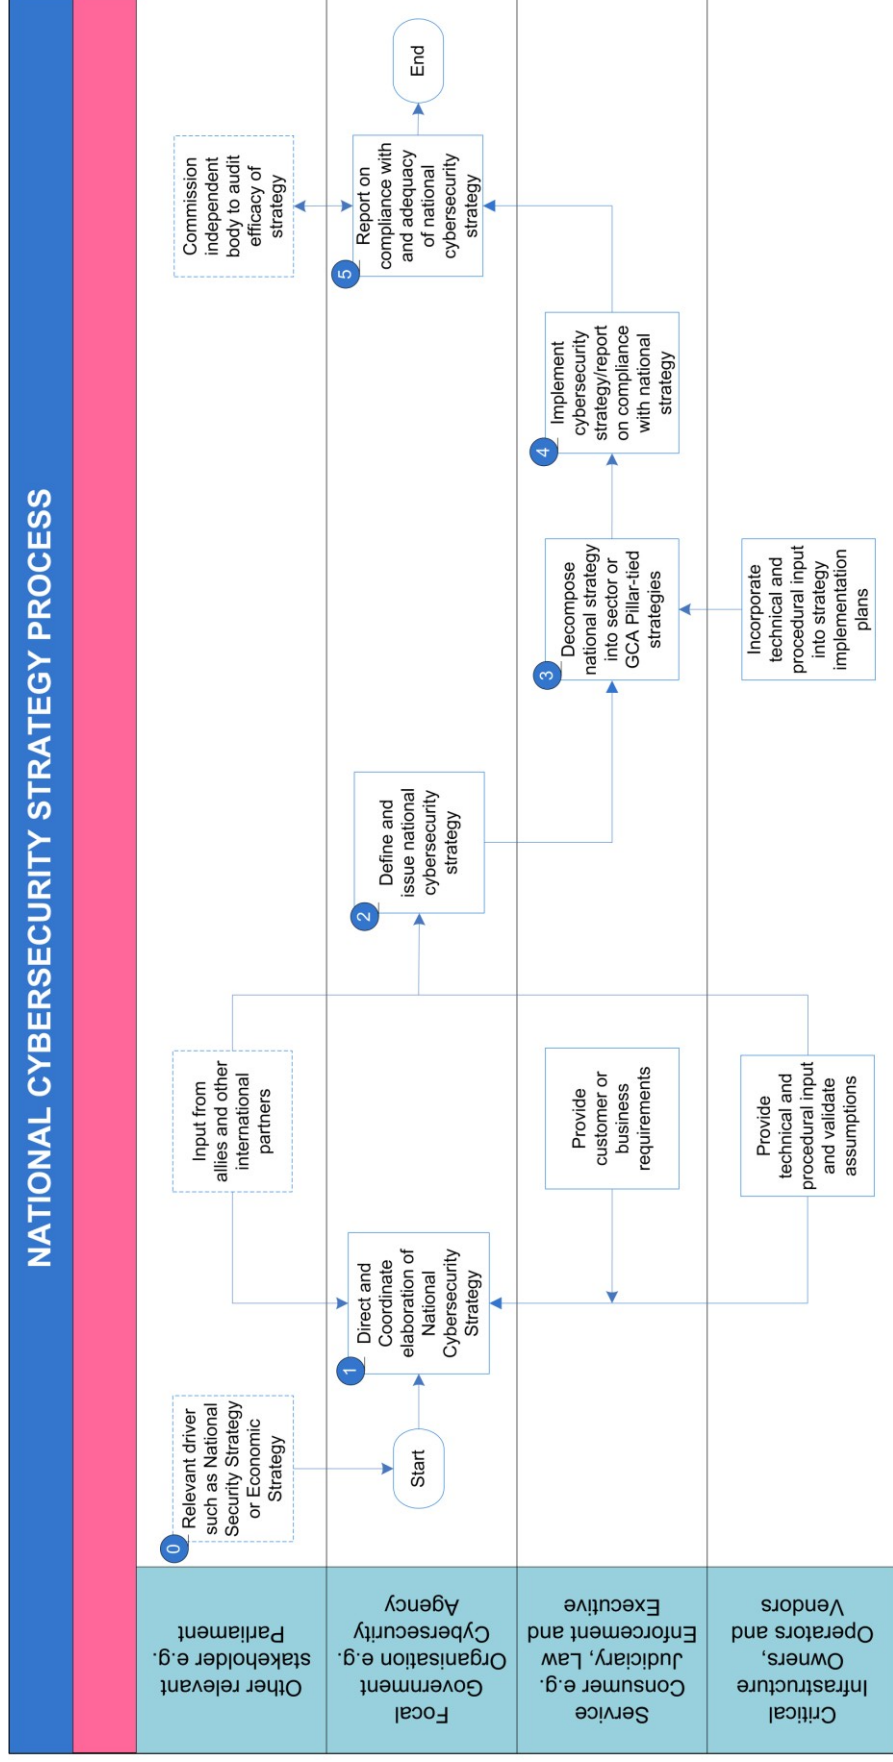 NATIONAL CYBERSECURITY STRATEGY PROCESS
Other relevant
stakeholder e.g.
Parliament
0
Relevant driver
such as National
Security Strategy
or Economic
Strategy
Input from
allies and other
international
partners
Commission
independent
body to audit
efficacy of
strategy
Focal
Government
Organisation e.g.
Cybersecurity
Agency
Start
1
Direct and
Coordinate
elaboration of
National
Cybersecurity
Strategy
2
Define and
issue national
cybersecurity
strategy
5
Report on
compliance with
and adequacy
of national
cybersecurity
strategy
End
Service
Consumer e.g.
Judiciary, Law
Enforcement and
Executive
Provide
customer or
business
requirements
3
Decompose
national strategy
into sector or
GCA Pillar-tied
strategies
4
Implement
cybersecurity
strategy/report
on compliance
with national
strategy
Critical
Infrastructure
Owners,
Operators and
Vendors
Provide
technical and
procedural input
and validate
assumptions
Incorporate
technical and
procedural input
into strategy
implementation
plans